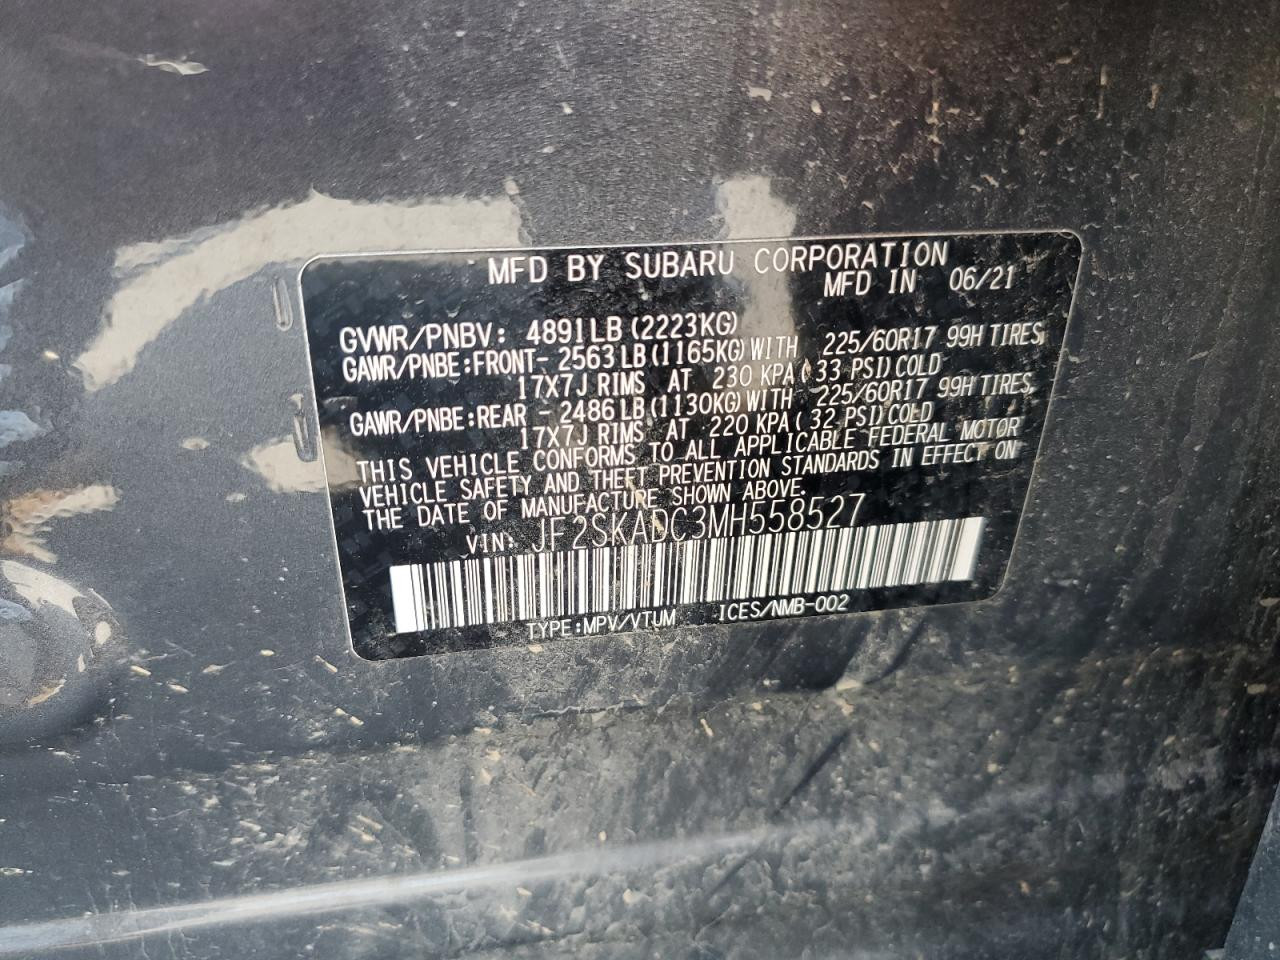 MFD BY SUBARU CORPORATION
MFD IN 06/21
GVWR/PNBV: 4891LB (2223KG)
GAWR/PNBE:FRONT- 2563LB(1165KG)WITH 225/60R17 99H TIRES,
17X7J RIMS AT 230 KPA( 33 PSI)COLD
GAWR/PNBE:REAR - 2486LB(1130KG)WITH 225/60R17 99H TIRES,
17X7J RIMS AT 220 KPA( 32 PSI)COLD
THIS VEHICLE CONFORMS TO ALL APPLICABLE FEDERAL MOTOR
VEHICLE SAFETY AND THEFT PREVENTION STANDARDS IN EFFECT ON
THE DATE OF MANUFACTURE SHOWN ABOVE.
VIN: JF2SKADC3MH558527
TYPE:MPV/VTUM ICES/NMB-002